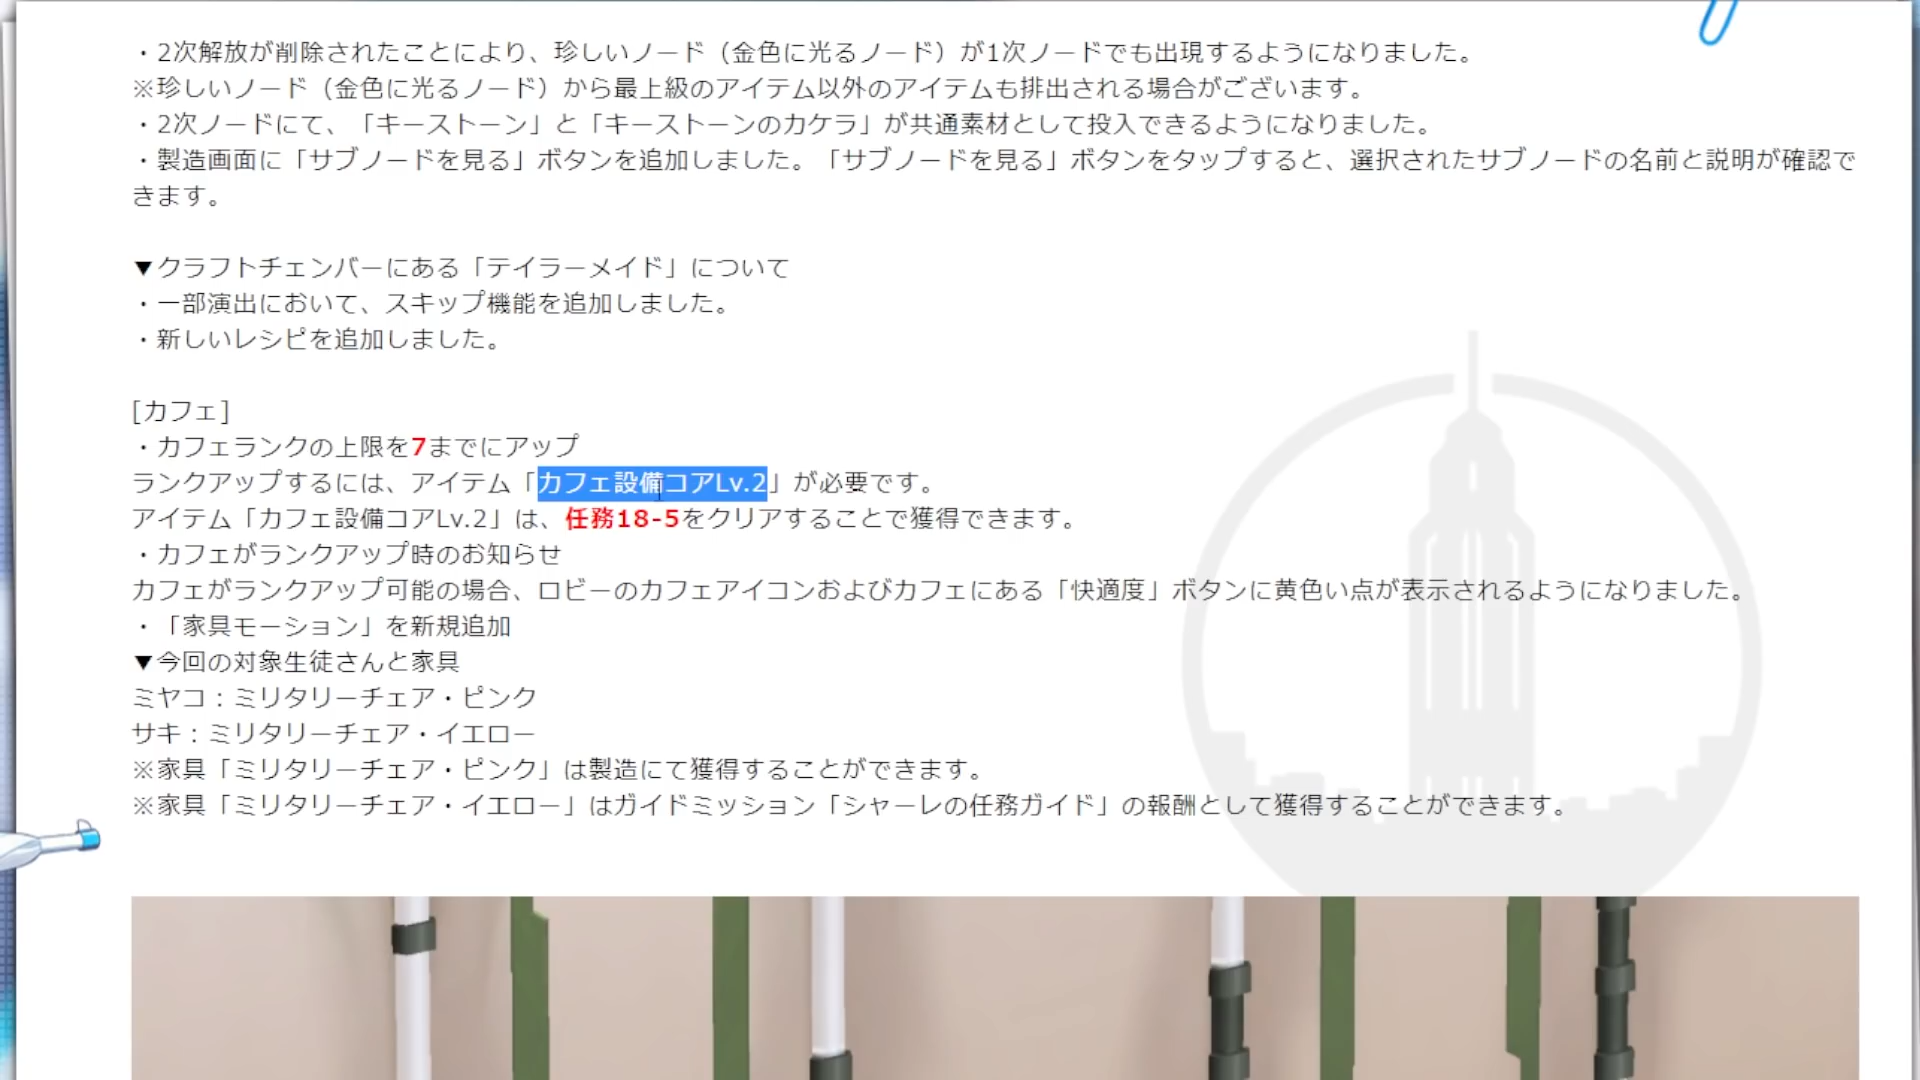 ・2次解放が削除されたことにより、珍しいノード（金色に光るノード）が1次ノードでも出現するようになりました。
※珍しいノード（金色に光るノード）から最上級のアイテム以外のアイテムも排出される場合がございます。
・2次ノードにて、「キーストーン」と「キーストーンのカケラ」が共通素材として投入できるようになりました。
・製造画面に「サブノードを見る」ボタンを追加しました。「サブノードを見る」ボタンをタップすると、選択されたサブノードの名前と説明が確認で
きます。
▼クラフトチェンバーにある「テイラーメイド」について
・一部演出において、スキップ機能を追加しました。
・新しいレシピを追加しました。
[カフェ]
・カフェランクの上限を7までにアップ
ランクアップするには、アイテム「カフェ設備コアLv.2」が必要です。
アイテム「カフェ設備コアLv.2」は、任務18-5をクリアすることで獲得できます。
・カフェがランクアップ時のお知らせ
カフェがランクアップ可能の場合、ロビーのカフェアイコンおよびカフェにある「快適度」ボタンに黄色い点が表示されるようになりました。
・「家具モーション」を新規追加
▼今回の対象生徒さんと家具
ミヤコ：ミリタリーチェア・ピンク
サキ：ミリタリーチェア・イエロー
※家具「ミリタリーチェア・ピンク」は製造にて獲得することができます。
※家具「ミリタリーチェア・イエロー」はガイドミッション「シャーレの任務ガイド」の報酬として獲得することができます。